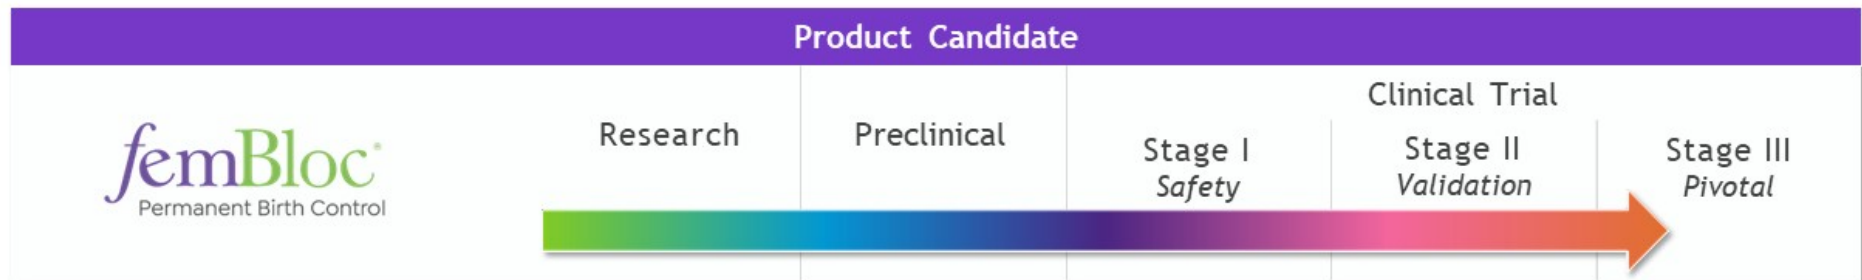 Product Candidate
femBloc®
Permanent Birth Control
Research
Preclinical
Clinical Trial
Stage I
Safety
Stage II
Validation
Stage III
Pivotal